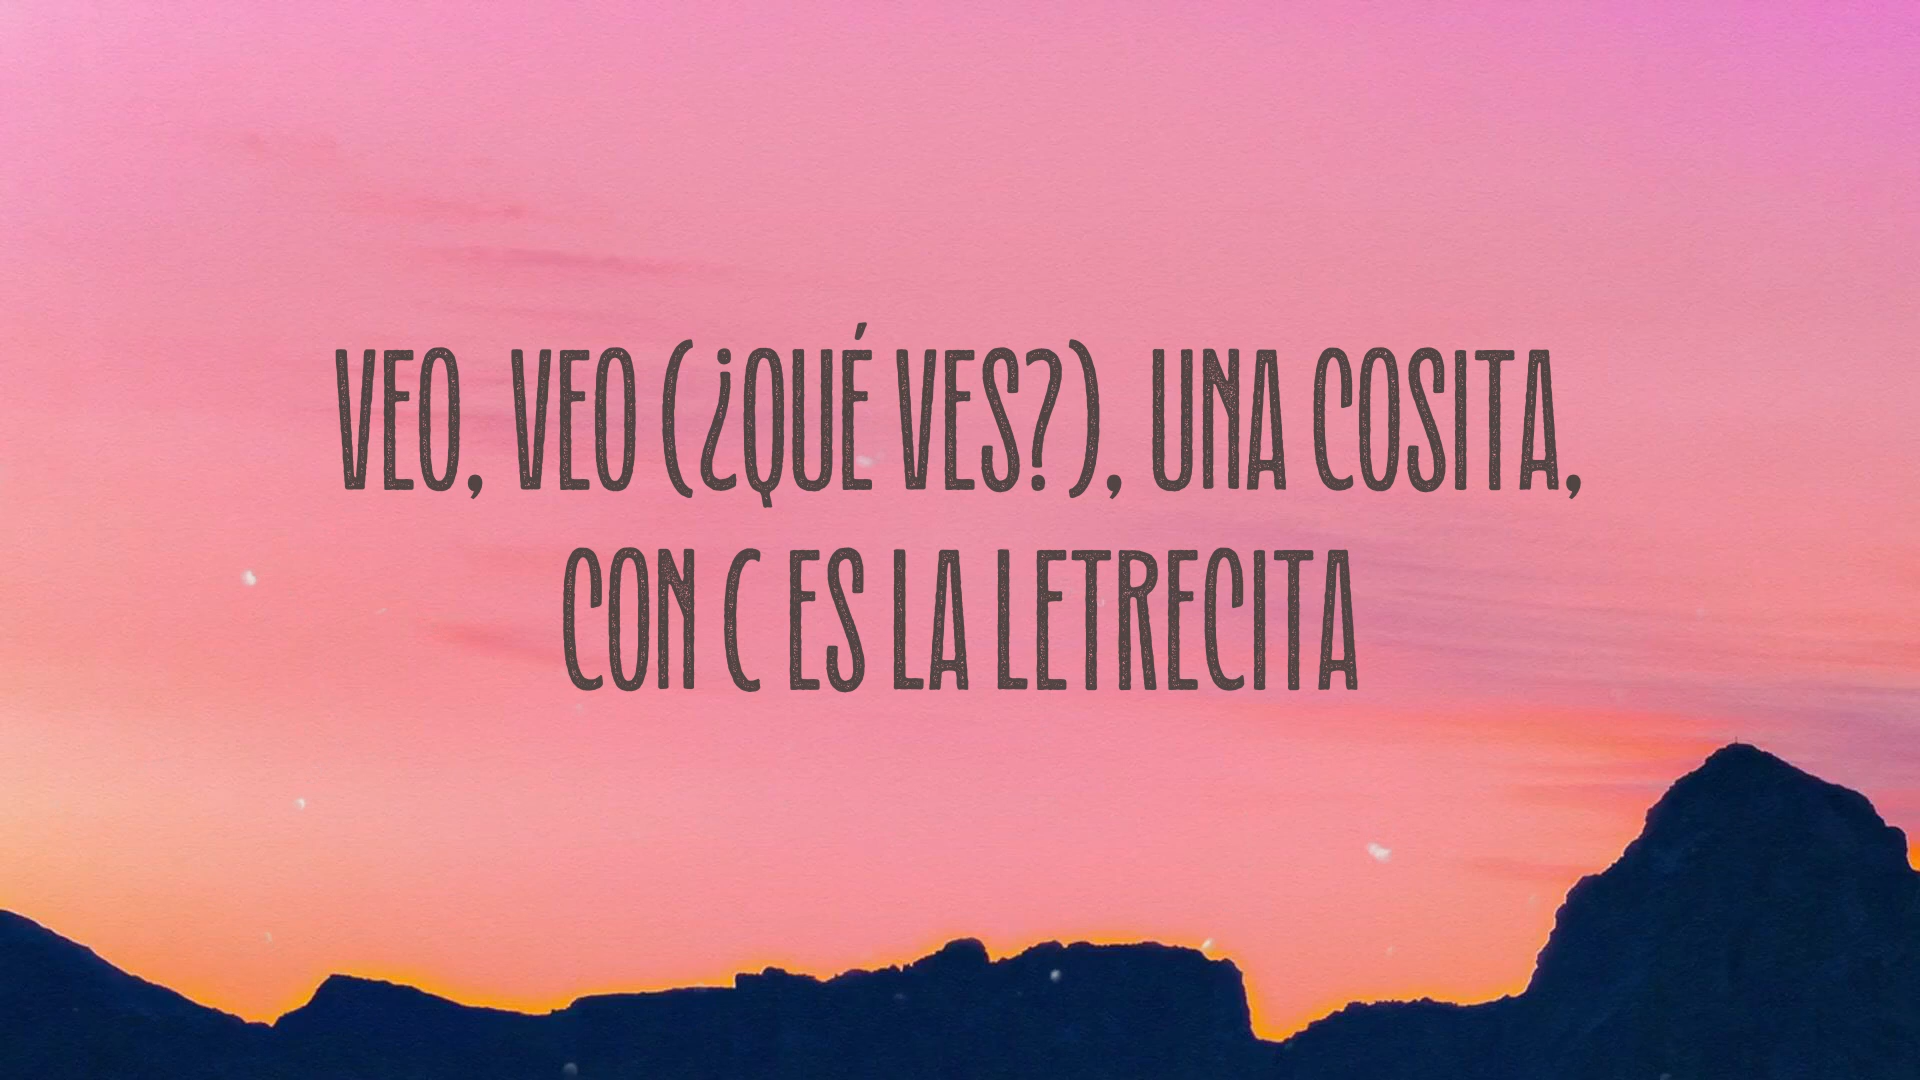 VEO, VEO (¿QUÉ VES?), UNA COSITA,
CON C ES LA LETRECITA